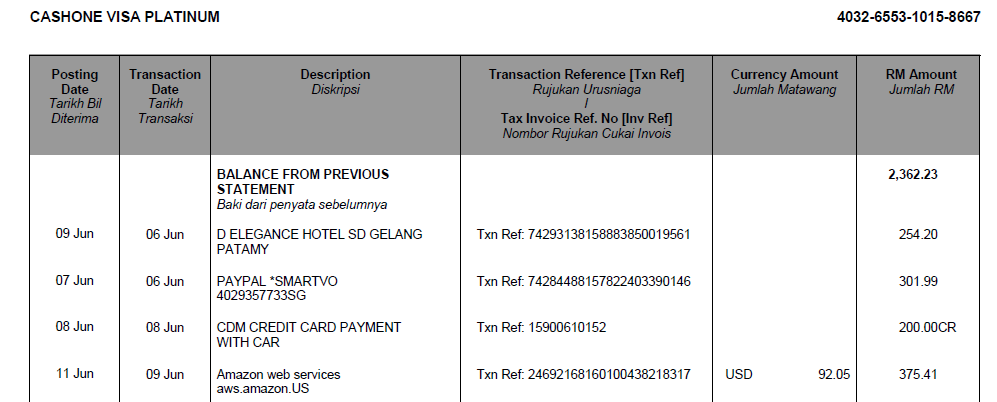 CASHONE VISA PLATINUM 4032-6553-1015-8667
Posting Date Tarikh Bil Diterima
Transaction Date Tarikh Transaksi
Description Diskripsi
Transaction Reference [Txn Ref] Rujukan Urusniaga / Tax Invoice Ref. No [Inv Ref] Nombor Rujukan Cukai Invois
Currency Amount Jumlah Matawang
RM Amount Jumlah RM
BALANCE FROM PREVIOUS 2,362.23
STATEMENT
Baki dari penyata sebelumnya
09 Jun 06 Jun D ELEGANCE HOTEL SD GELANG Txn Ref: 74293138158883850019561 254.20
PATAMY
07 Jun 06 Jun PAYPAL *SMARTVO Txn Ref: 74284488157822403390146 301.99
4029357733SG
08 Jun 08 Jun CDM CREDIT CARD PAYMENT Txn Ref: 15900610152 200.00CR
WITH CAR
11 Jun 09 Jun Amazon web services Txn Ref: 24692168160100438218317 USD 92.05 375.41
aws.amazon.US